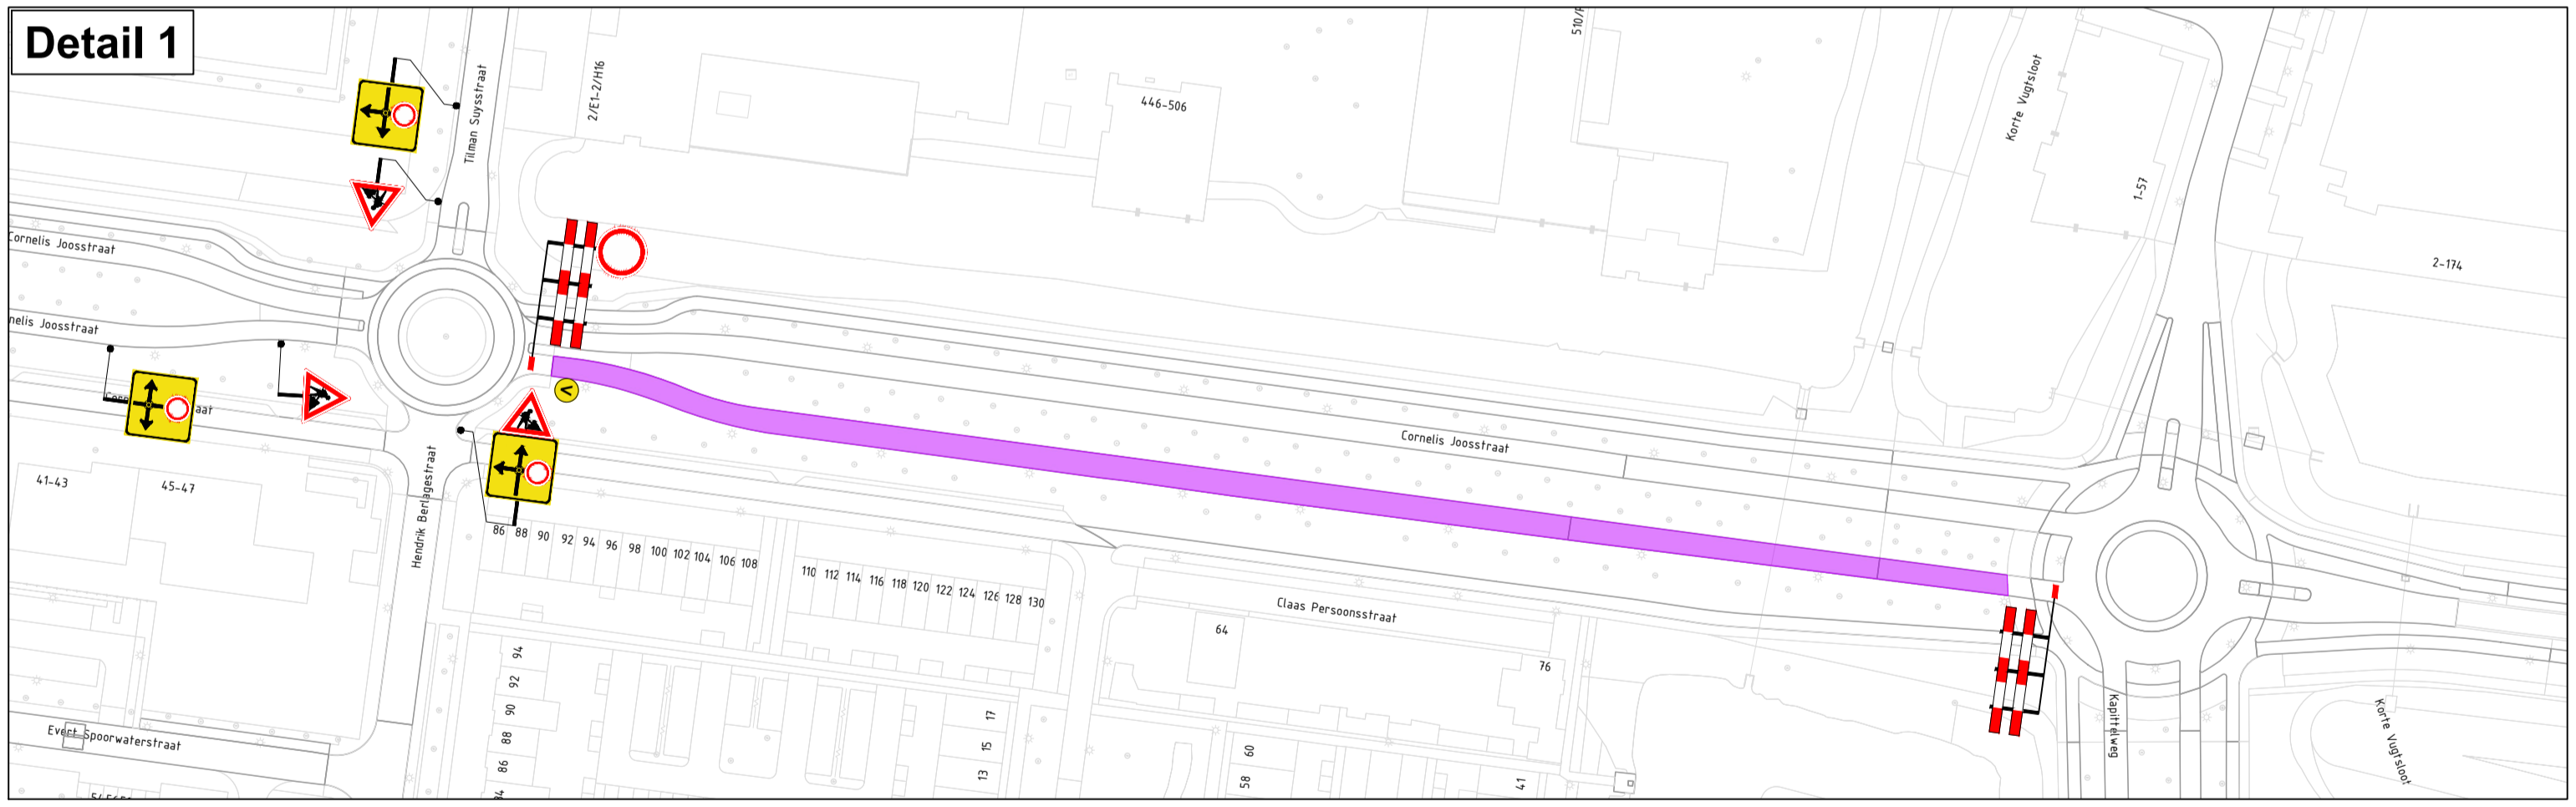 Detail 1
Tilman Suysstraat
2/E1-2/H16
446-506
Korte Vugtsloot
1-57
2-174
Cornelis Joosstraat
nelis Joosstraat
aat
V
Cornelis Joosstraat
41-43
45-47
Hendrik Berlagestraat
86 88 90 92 94 96 98 100 102 104 106 108
110 112 114 116 118 120 122 124 126 128 130
Claas Persoonsstraat
64
76
94
92
90
88
86
17
15
13
60
58
41
Evert Spoorwaterstraat
Kapittelweg
Korte Vugtsloot